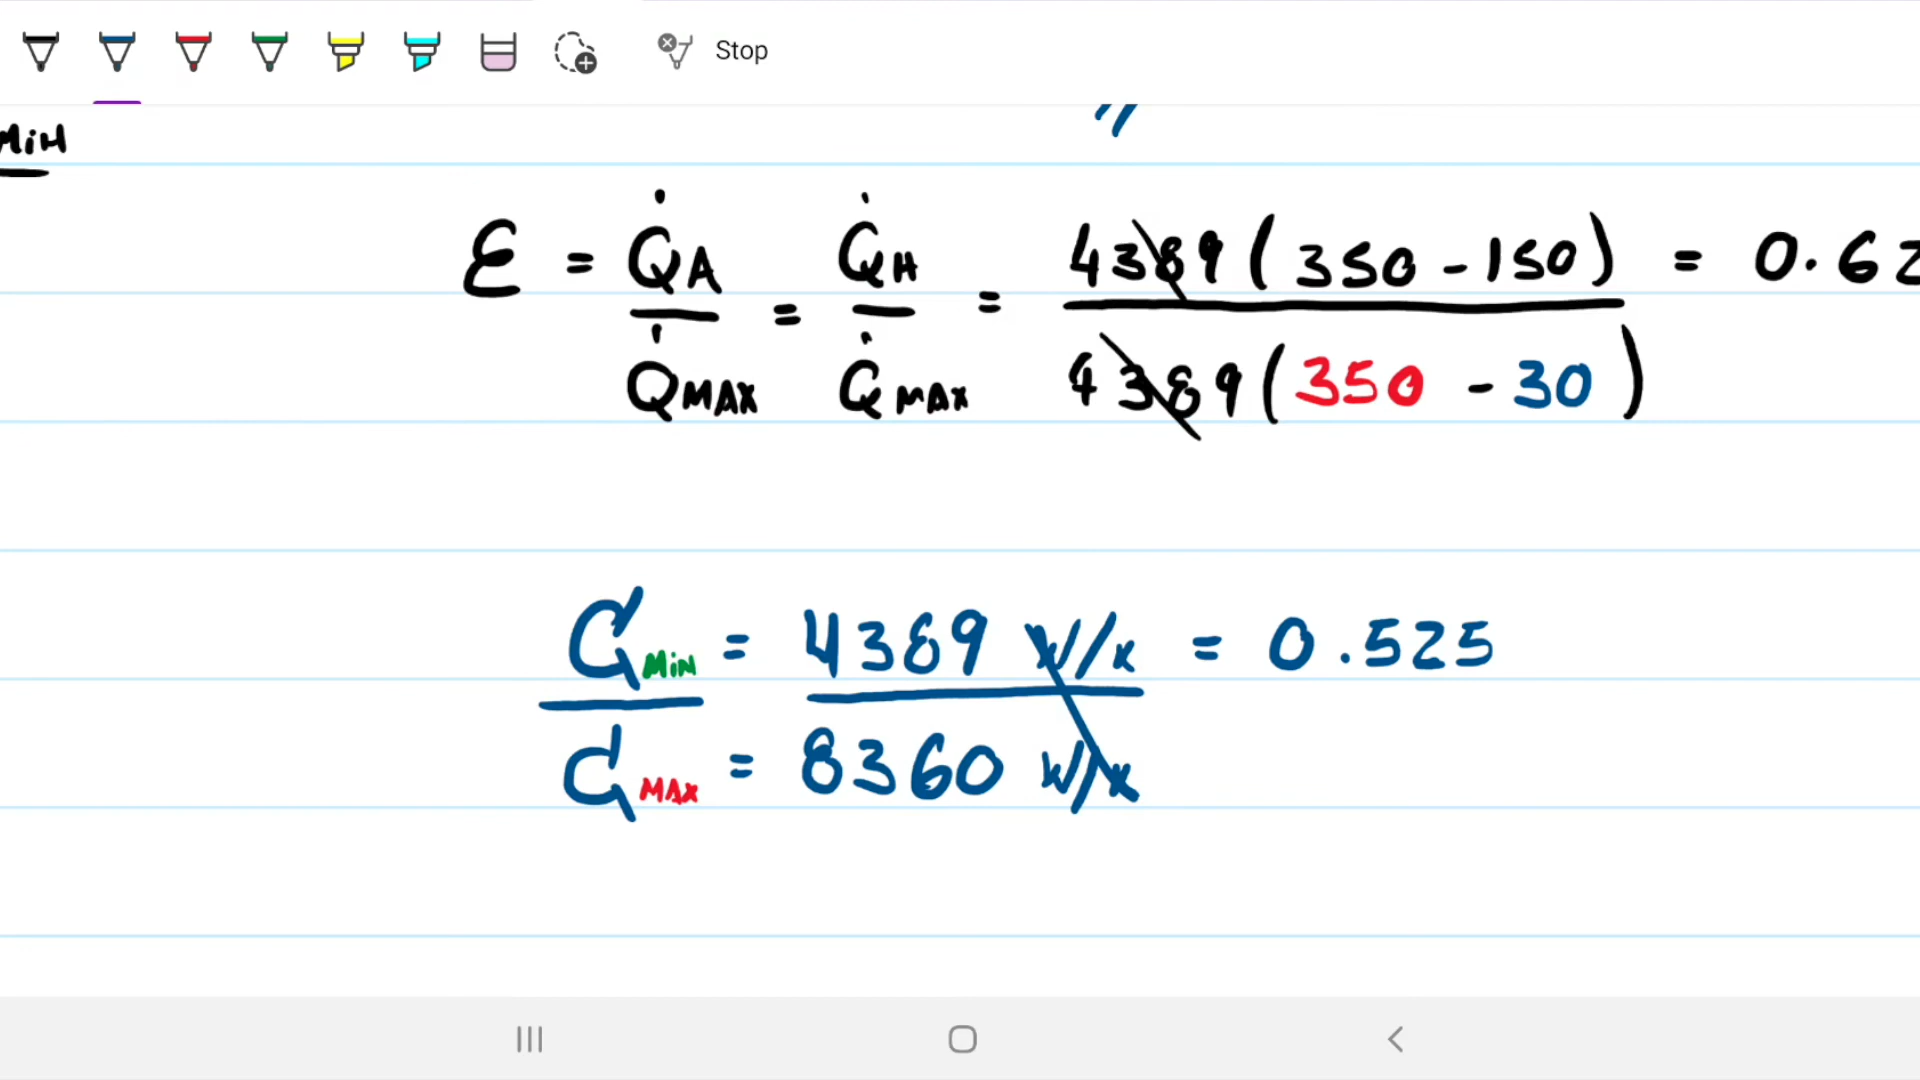 Stop
MIN
ε = Q̇A / Q̇MAX = Q̇H / Q̇MAX = 4389 (350 - 150) / 4389 (350 - 30) = 0.62
CMIN = 4389 W/K = 0.525
CMAX = 8360 W/K